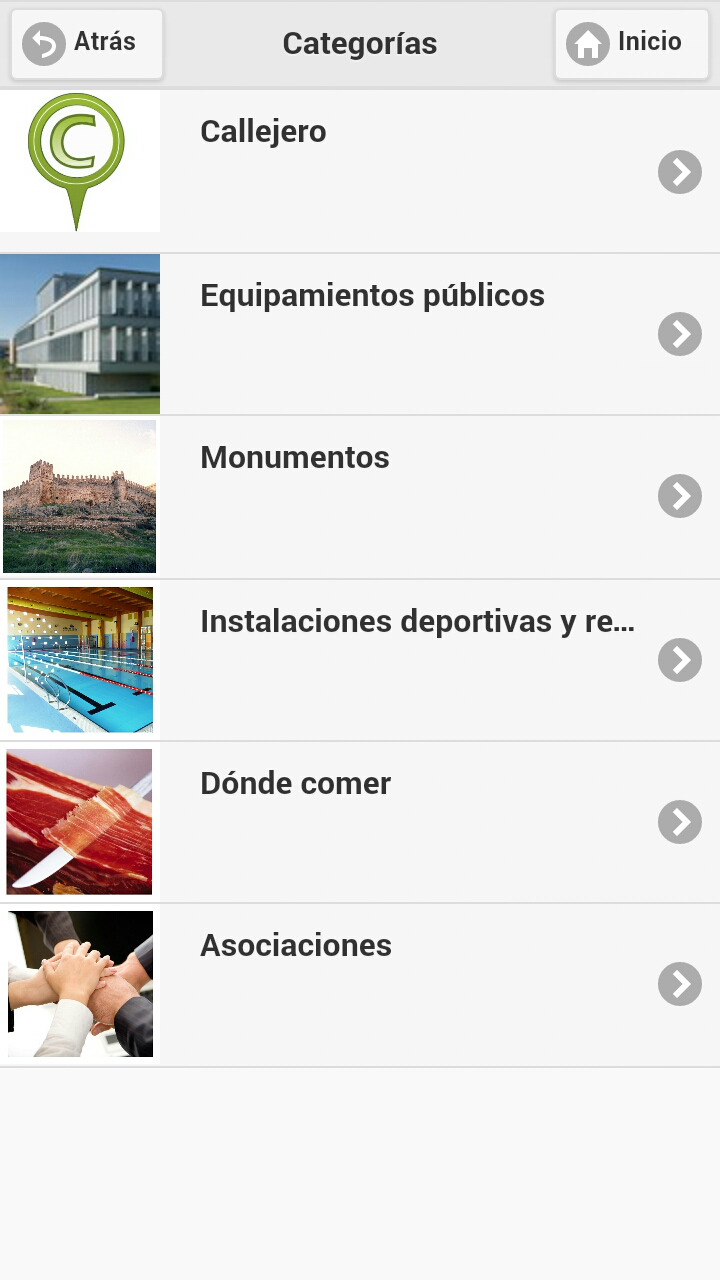 Atrás
Categorías
Inicio
C
Callejero
Equipamientos públicos
Monumentos
Instalaciones deportivas y re...
Dónde comer
Asociaciones